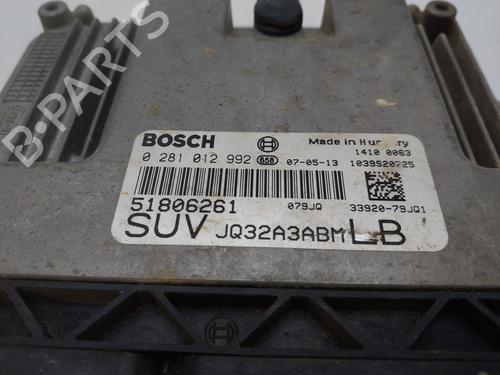 BOSCH
Made in Hungary
1410 0063
0 281 012 992 658 07-05-13 1039S20725
51806261 079JQ 33920-79JQ1
SUV JQ32A3ABM LB
B-PARTS